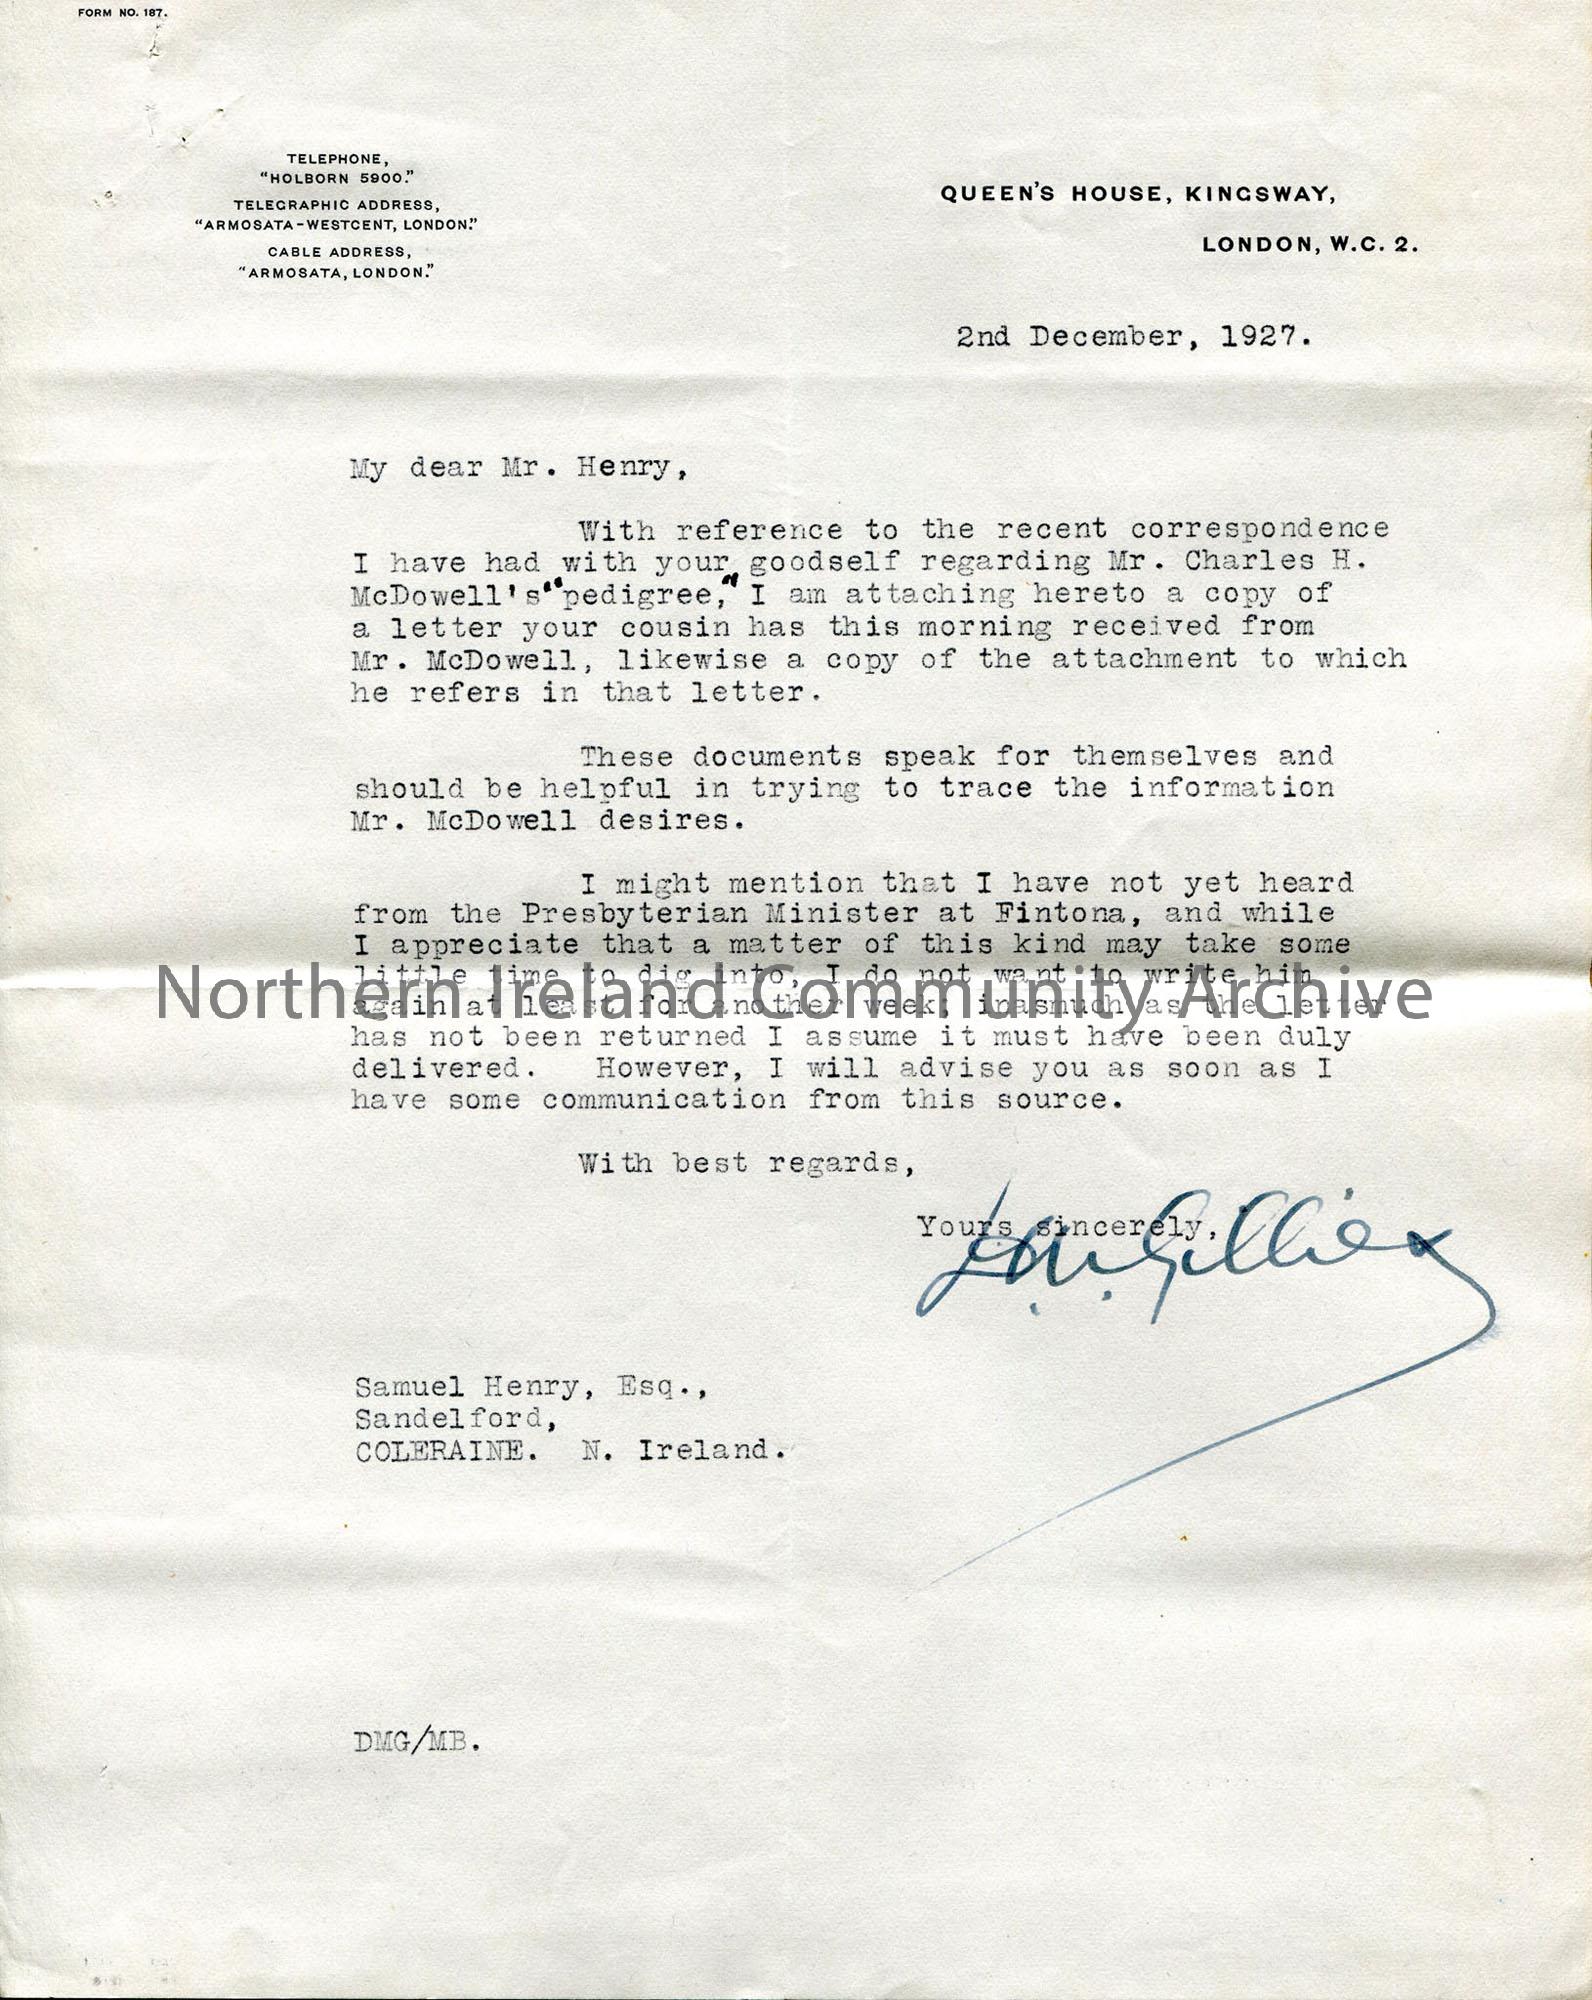 FORM NO. 187.
TELEPHONE,
"HOLBORN 5900."
TELEGRAPHIC ADDRESS,
"ARMOSATA-WESTCENT, LONDON."
CABLE ADDRESS,
"ARMOSATA, LONDON."
QUEEN'S HOUSE, KINGSWAY,
LONDON, W.C. 2.
2nd December, 1927.
My dear Mr. Henry,
With reference to the recent correspondence
I have had with your goodself regarding Mr. Charles H.
McDowell's "pedigree," I am attaching hereto a copy of
a letter your cousin has this morning received from
Mr. McDowell, likewise a copy of the attachment to which
he refers in that letter.
These documents speak for themselves and
should be helpful in trying to trace the information
Mr. McDowell desires.
I might mention that I have not yet heard
from the Presbyterian Minister at Fintona, and while
I appreciate that a matter of this kind may take some
little time to dig into, I do not want to write him
again at least for another week; inasmuch as the letter
Northern Ireland Community Archive
has not been returned I assume it must have been duly
delivered. However, I will advise you as soon as I
have some communication from this source.
With best regards,
Yours sincerely,
D.M. Gillies
Samuel Henry, Esq.,
Sandelford,
COLERAINE. N. Ireland.
DMG/MB.